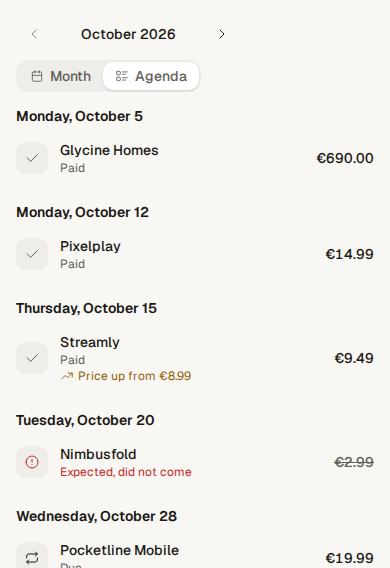 October 2026
Month Agenda
Monday, October 5
Glycine Homes
€690.00
Paid
Monday, October 12
Pixelplay
€14.99
Paid
Thursday, October 15
Streamly
Paid
€9.49
Price up from €8.99
Tuesday, October 20
Nimbusfold
€2.99
Expected, did not come
Wednesday, October 28
Pocketline Mobile
€19.99
Due